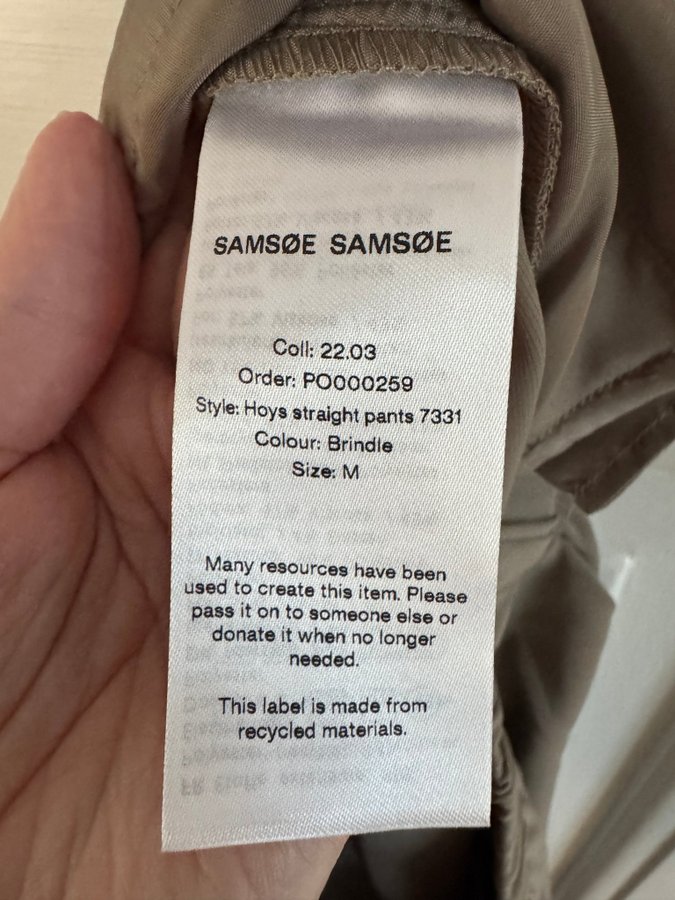 SAMSØE SAMSØE
Coll: 22.03
Order: PO000259
Style: Hoys straight pants 7331
Colour: Brindle
Size: M
Many resources have been
used to create this item. Please
pass it on to someone else or
donate it when no longer
needed.
This label is made from
recycled materials.